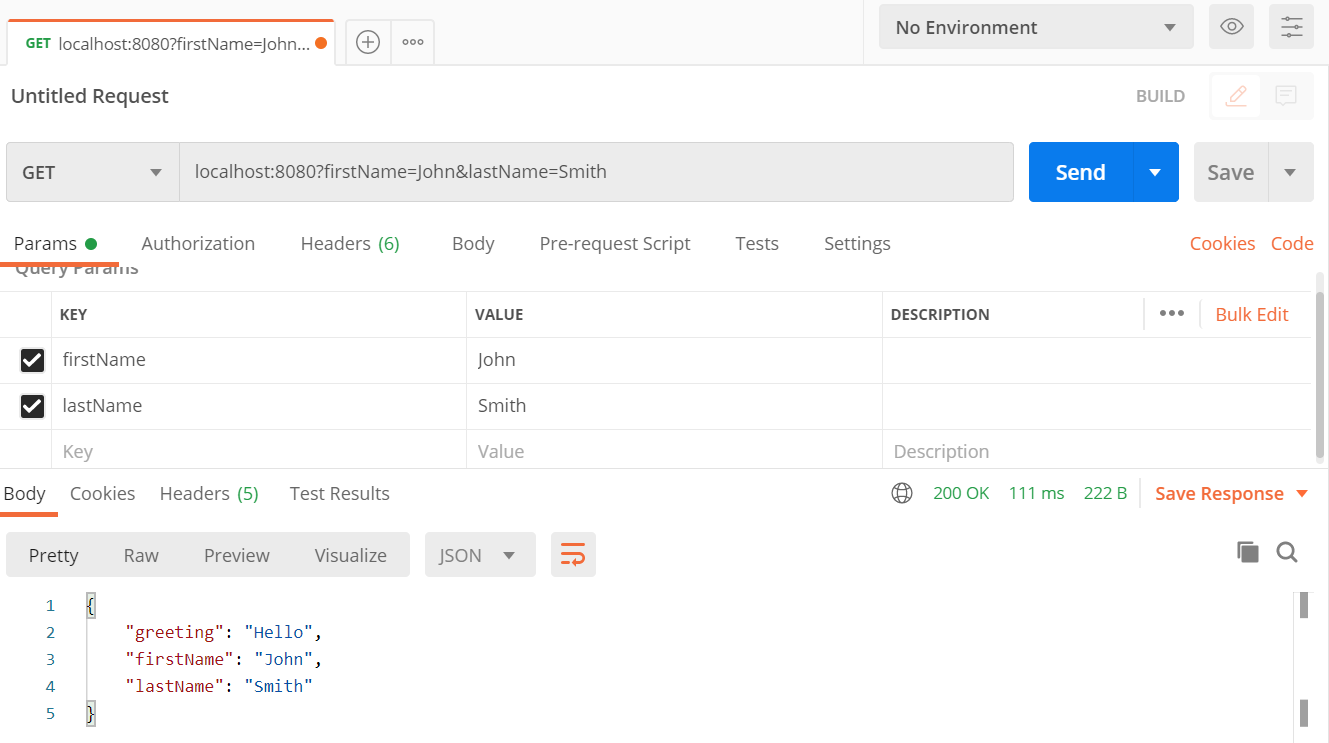 GET localhost:8080?firstName=John... No Environment
Untitled Request BUILD
GET localhost:8080?firstName=John&lastName=Smith Send Save
Params Authorization Headers (6) Body Pre-request Script Tests Settings Cookies Code
Query Params
KEY VALUE DESCRIPTION Bulk Edit
firstName John
lastName Smith
Key Value Description
Body Cookies Headers (5) Test Results 200 OK 111 ms 222 B Save Response
Pretty Raw Preview Visualize JSON
1 {
2 "greeting": "Hello",
3 "firstName": "John",
4 "lastName": "Smith"
5 }